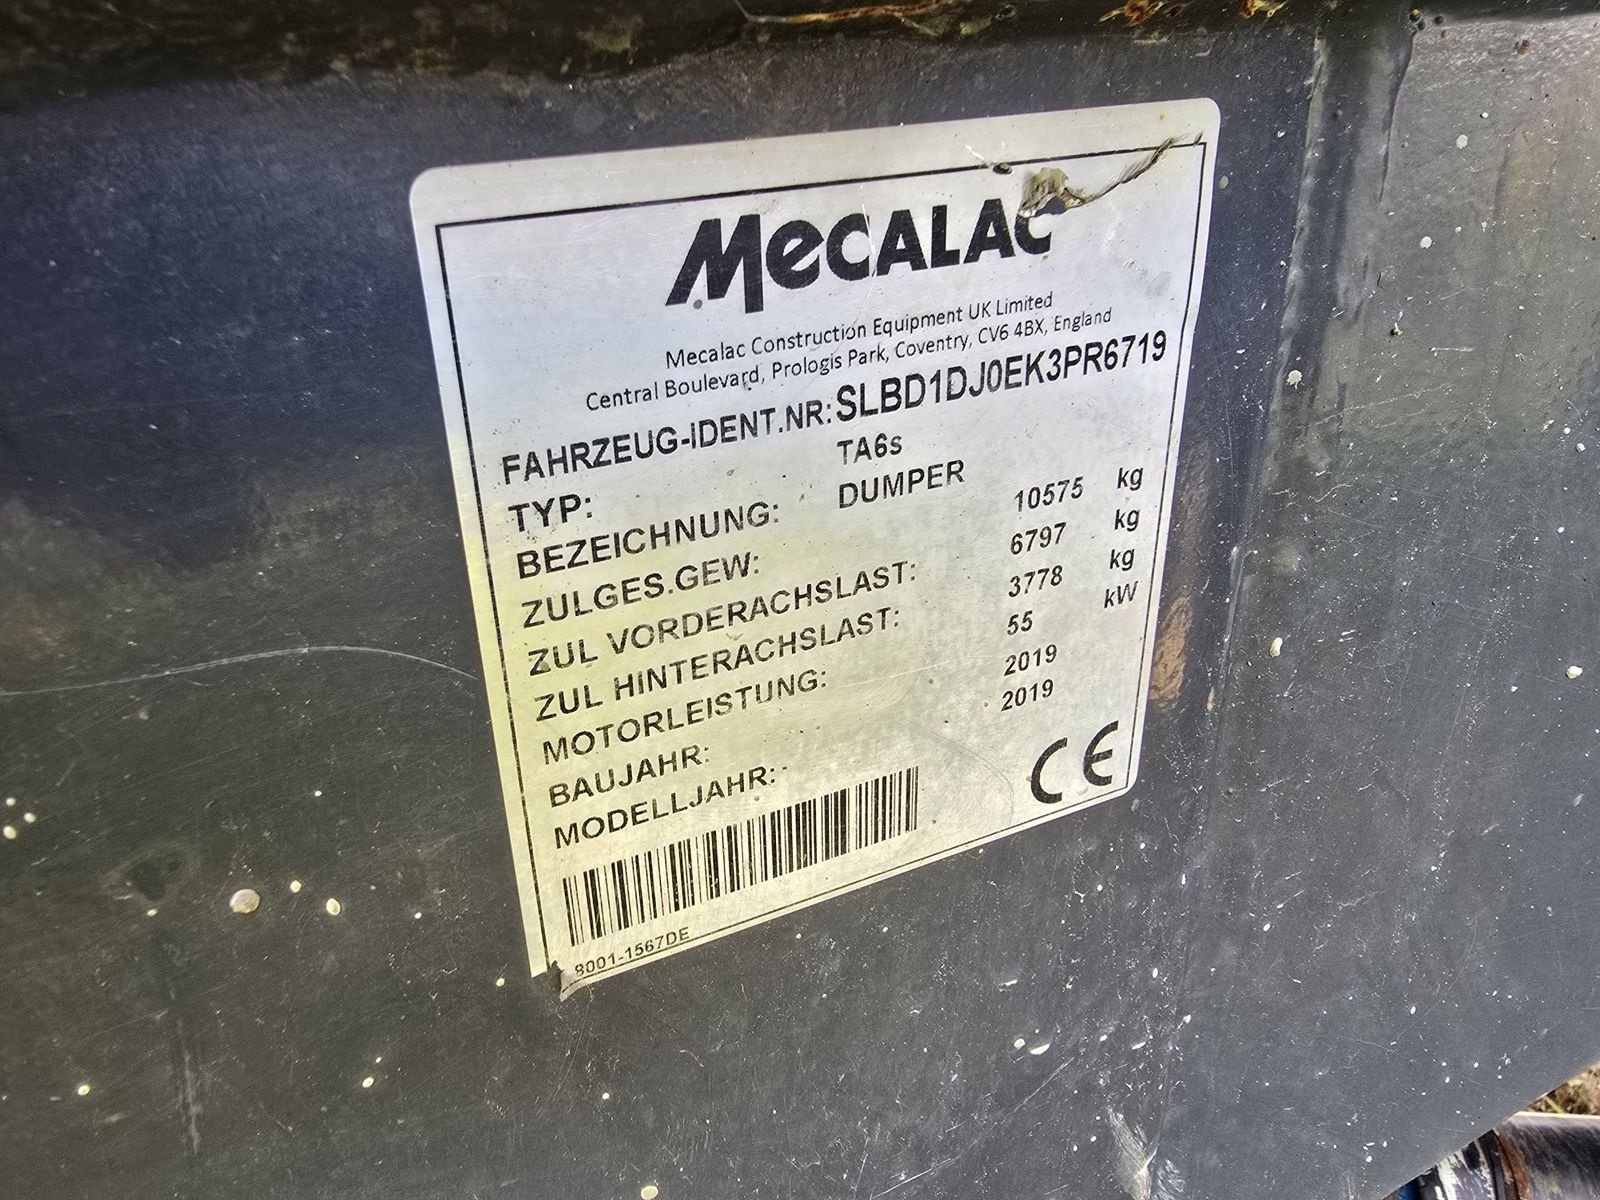 MeCALAC
Mecalac Construction Equipment UK Limited
Central Boulevard, Prologis Park, Coventry, CV6 4BX, England
FAHRZEUG-IDENT.NR: SLBD1DJ0EK3PR6719
TYP: TA6s
BEZEICHNUNG: DUMPER
ZULGES.GEW: 10575 kg
ZUL VORDERACHSLAST: 6797 kg
ZUL HINTERACHSLAST: 3778 kg
MOTORLEISTUNG: 55 kW
BAUJAHR: 2019
MODELLJAHR: 2019
CE
8001-1567DE